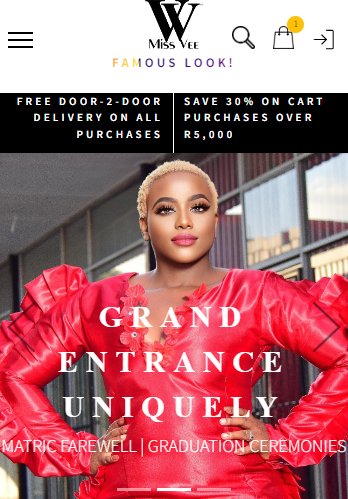 Miss Vee
1
FAMOUS LOOK!
FREE DOOR-2-DOOR
DELIVERY ON ALL
PURCHASES
SAVE 30% ON CART
PURCHASES OVER
R5,000
GRAND
ENTRANCE
UNIQUELY
MATRIC FAREWELL | GRADUATION CEREMONIES